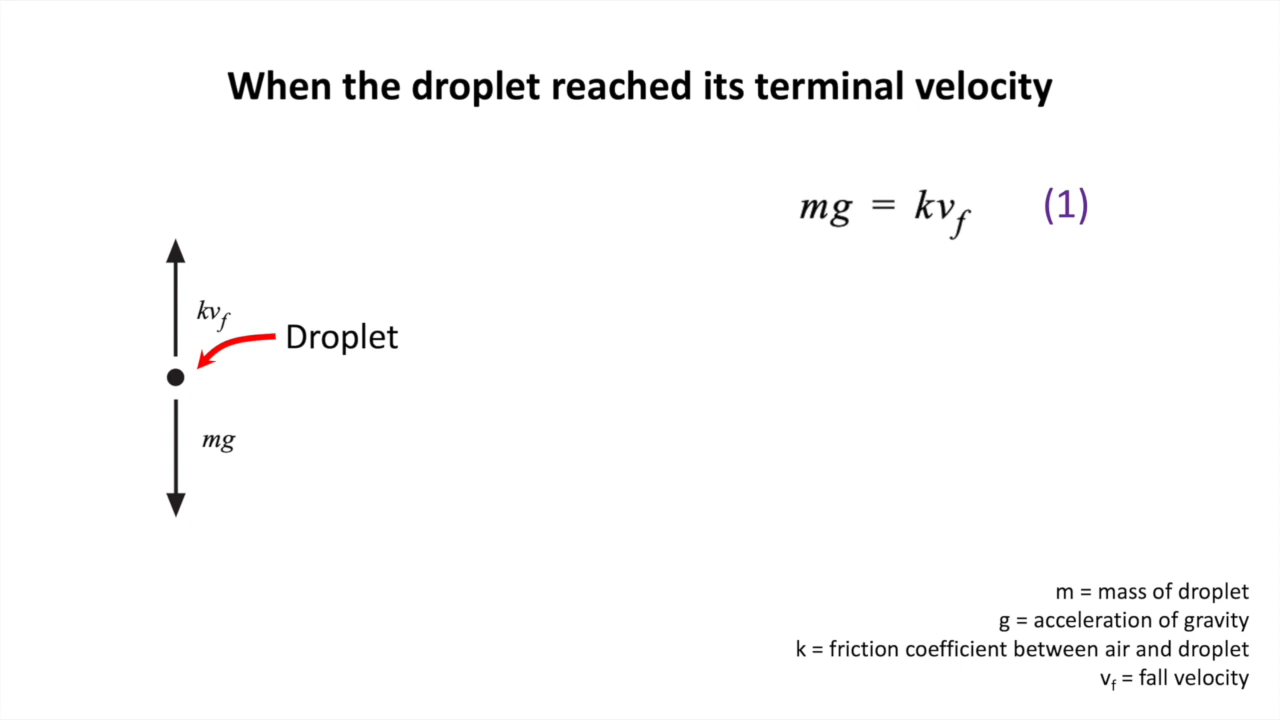 When the droplet reached its terminal velocity
mg = kv_f (1)
kv_f
Droplet
mg
m = mass of droplet
g = acceleration of gravity
k = friction coefficient between air and droplet
v_f = fall velocity